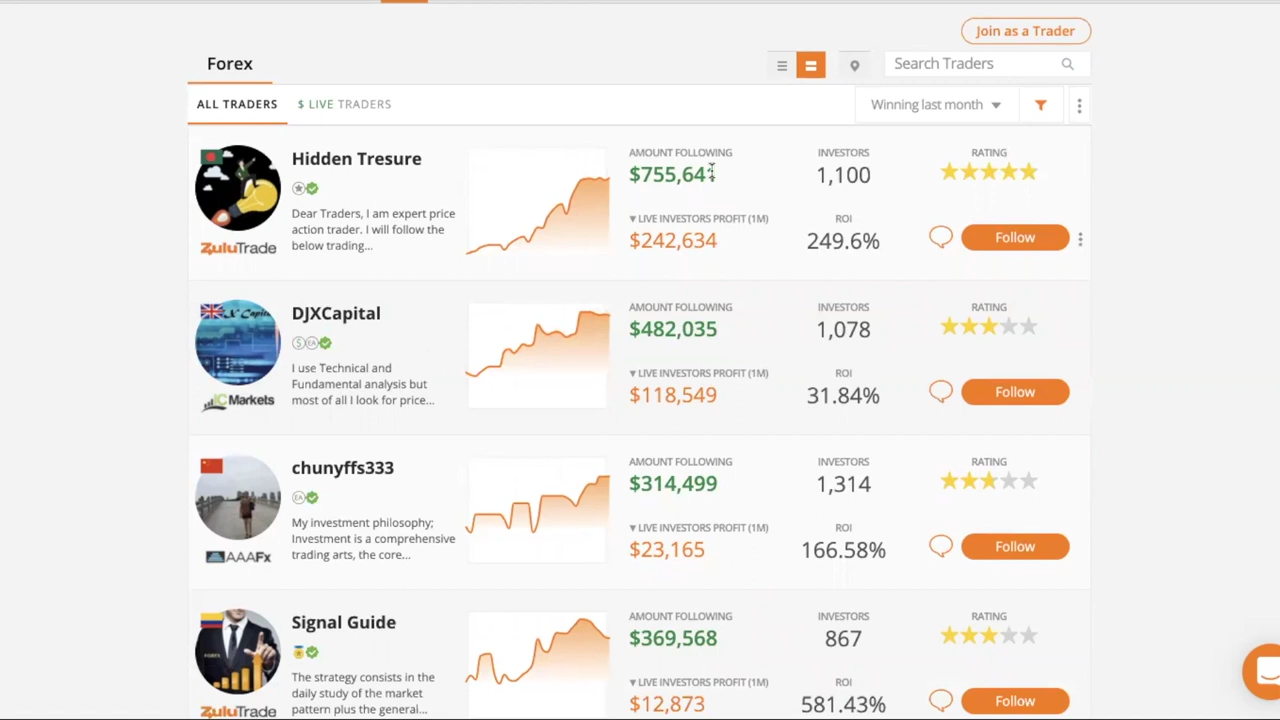 Join as a Trader
Forex
Search Traders
ALL TRADERS
$ LIVE TRADERS
Winning last month
Hidden Tresure
Dear Traders, I am expert price
action trader. I will follow the
below trading...
ZuluTrade
AMOUNT FOLLOWING
INVESTORS
RATING
1,100
LIVE INVESTORS PROFIT (1M)
ROI
$242,634
249.6%
Follow
DJXCapital
I use Technical and
Fundamental analysis but
most of all I look for price...
IC Markets
AMOUNT FOLLOWING
INVESTORS
RATING
$482,035
1,078
LIVE INVESTORS PROFIT (1M)
ROI
$118,549
31.84%
Follow
chunyffs333
EA
My investment philosophy;
Investment is a comprehensive
trading arts, the core...
AAAFx
AMOUNT FOLLOWING
INVESTORS
RATING
$314,499
1,314
LIVE INVESTORS PROFIT (1M)
ROI
$23,165
166.58%
Follow
Signal Guide
The strategy consists in the
daily study of the market
pattern plus the general...
ZuluTrade
AMOUNT FOLLOWING
INVESTORS
RATING
$369,568
867
LIVE INVESTORS PROFIT (1M)
ROI
$12,873
581.43%
Follow